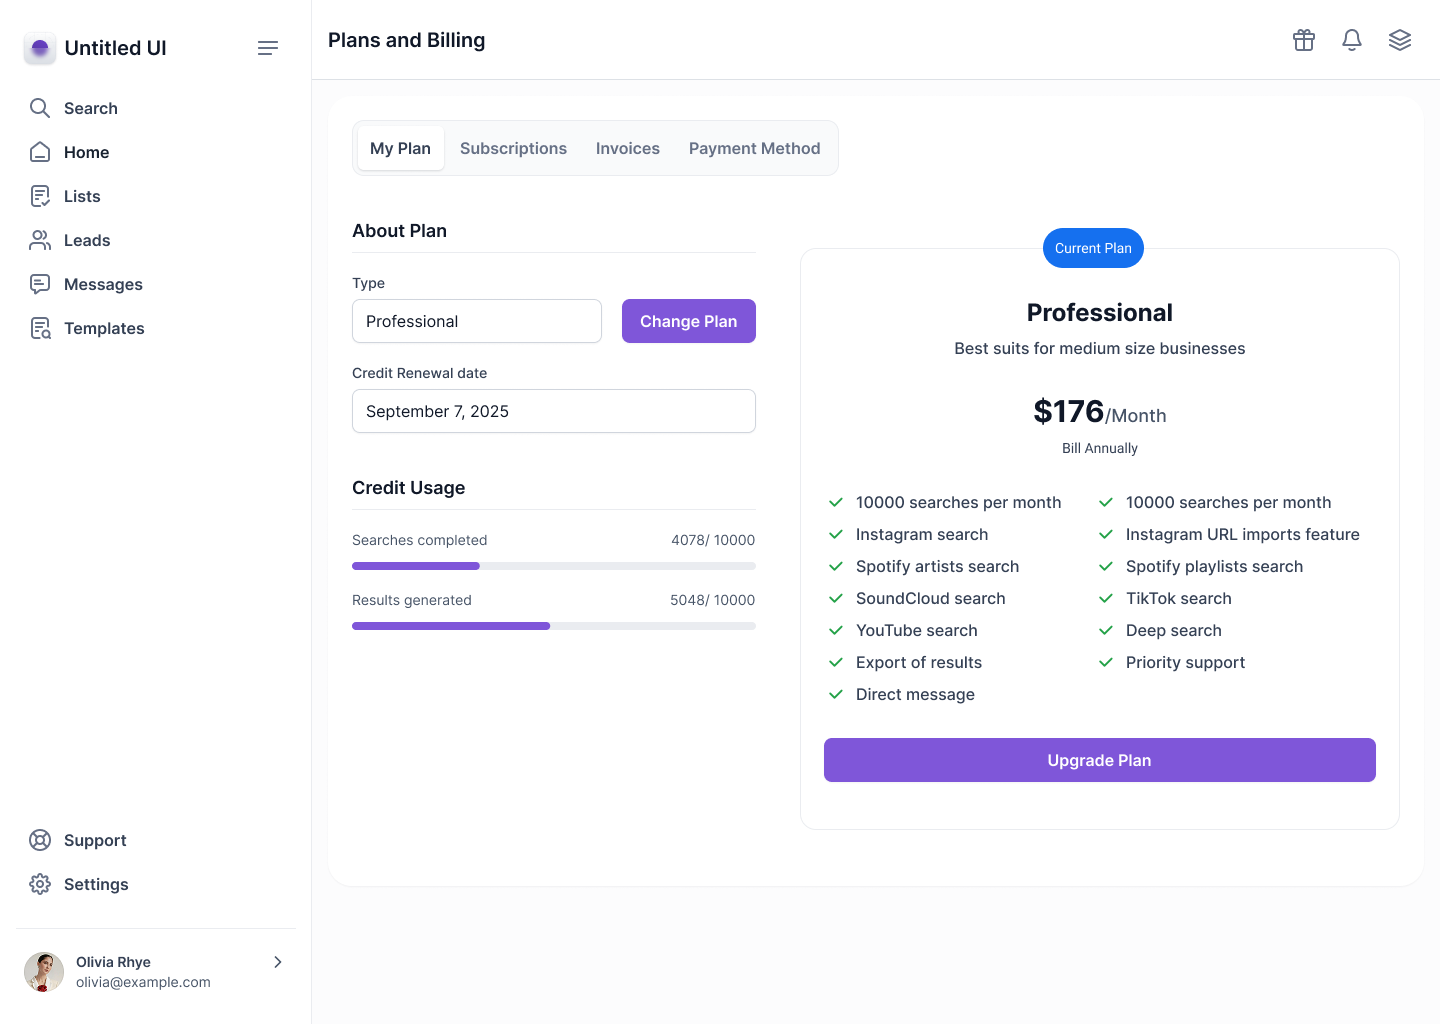 Untitled UI
Search
Home
Lists
Leads
Messages
Templates
Support
Settings
Olivia Rhye
olivia@example.com
Plans and Billing
My Plan
Subscriptions
Invoices
Payment Method
About Plan
Type
Professional
Change Plan
Credit Renewal date
September 7, 2025
Credit Usage
Searches completed
4078/ 10000
Results generated
5048/ 10000
Current Plan
Professional
Best suits for medium size businesses
$176/Month
Bill Annually
10000 searches per month
Instagram search
Spotify artists search
SoundCloud search
YouTube search
Export of results
Direct message
10000 searches per month
Instagram URL imports feature
Spotify playlists search
TikTok search
Deep search
Priority support
Upgrade Plan